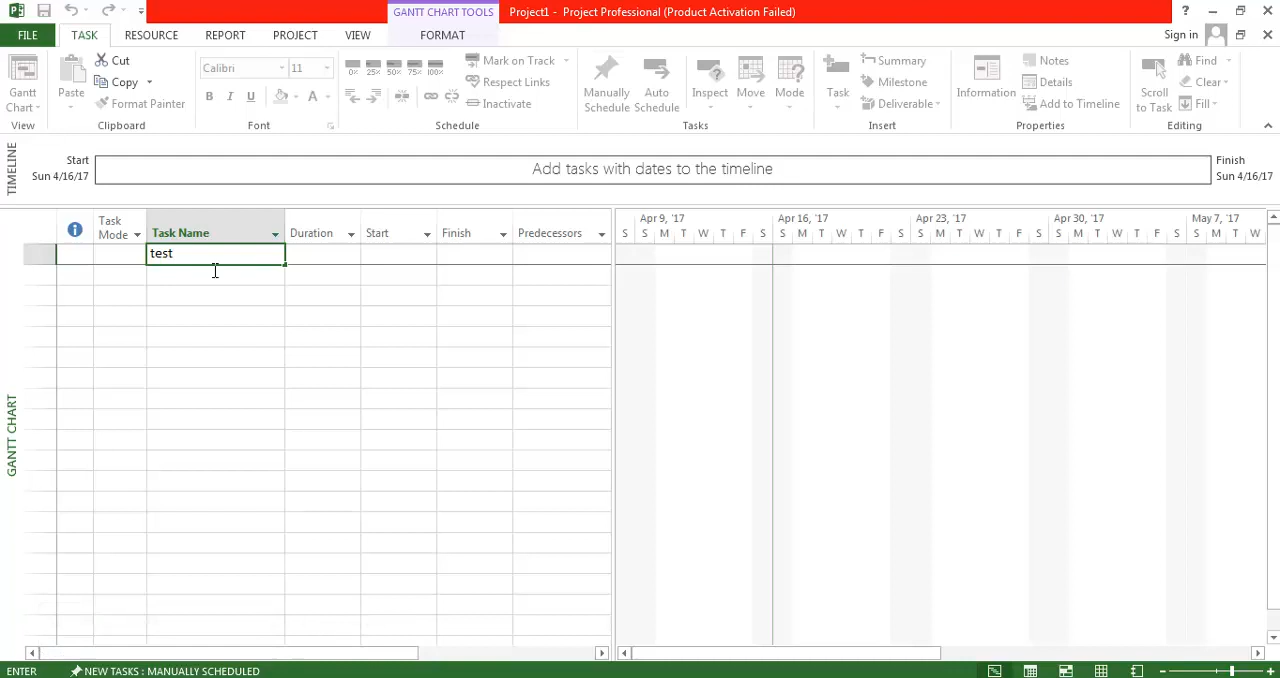 GANTT CHART TOOLS
Project1 - Project Professional (Product Activation Failed)
?
FILE
TASK
RESOURCE
REPORT
PROJECT
VIEW
FORMAT
Sign in
Gantt Chart
View
Paste
Cut
Copy
Format Painter
Clipboard
Calibri
11
B I U
A
Font
0% 25% 50% 75% 100%
Mark on Track
Respect Links
Inactivate
Schedule
Manually Schedule
Auto Schedule
Inspect
Move
Mode
Tasks
Task
Summary
Milestone
Deliverable
Insert
Information
Notes
Details
Add to Timeline
Properties
Scroll to Task
Find
Clear
Fill
Editing
TIMELINE
Start
Sun 4/16/17
Add tasks with dates to the timeline
Finish
Sun 4/16/17
Task Mode
Task Name
Duration
Start
Finish
Predecessors
Apr 9, '17
Apr 16, '17
Apr 23, '17
Apr 30, '17
May 7, '17
S S M T W T F S S M T W T F S S M T W T F S S M T W T F S S M T W
test
GANTT CHART
ENTER
NEW TASKS : MANUALLY SCHEDULED